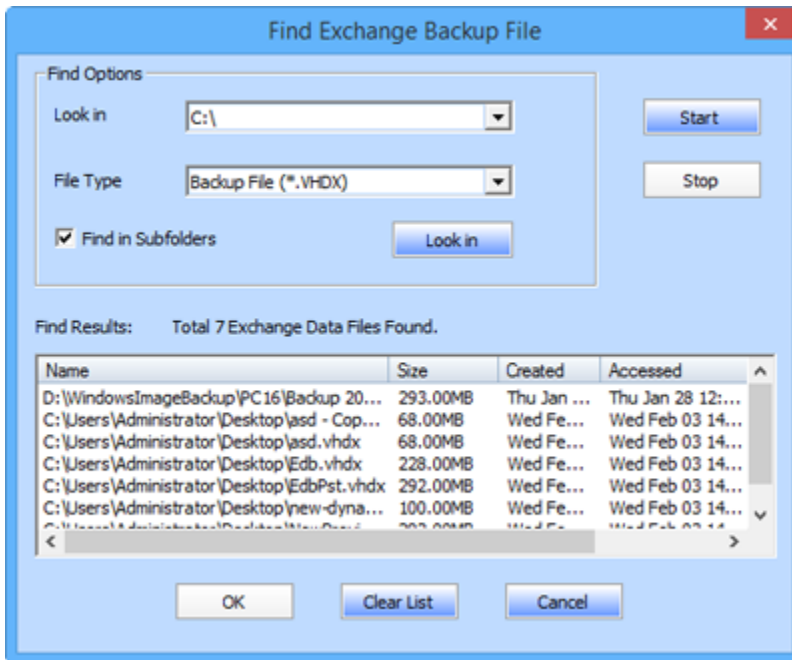 Find Exchange Backup File
Find Options
Look in C:\ Start
File Type Backup File (*.VHDX) Stop
Find in Subfolders Look in
Find Results: Total 7 Exchange Data Files Found.
Name Size Created Accessed
D:\WindowsImageBackup\PC16\Backup 20... 293.00MB Thu Jan ... Thu Jan 28 12:...
C:\Users\Administrator\Desktop\asd - Cop... 68.00MB Wed Fe... Wed Feb 03 14...
C:\Users\Administrator\Desktop\asd.vhdx 68.00MB Wed Fe... Wed Feb 03 14...
C:\Users\Administrator\Desktop\Edb.vhdx 228.00MB Wed Fe... Wed Feb 03 14...
C:\Users\Administrator\Desktop\EdbPst.vhdx 292.00MB Wed Fe... Wed Feb 03 14...
C:\Users\Administrator\Desktop\new-dyna... 100.00MB Wed Fe... Wed Feb 03 14...
OK Clear List Cancel